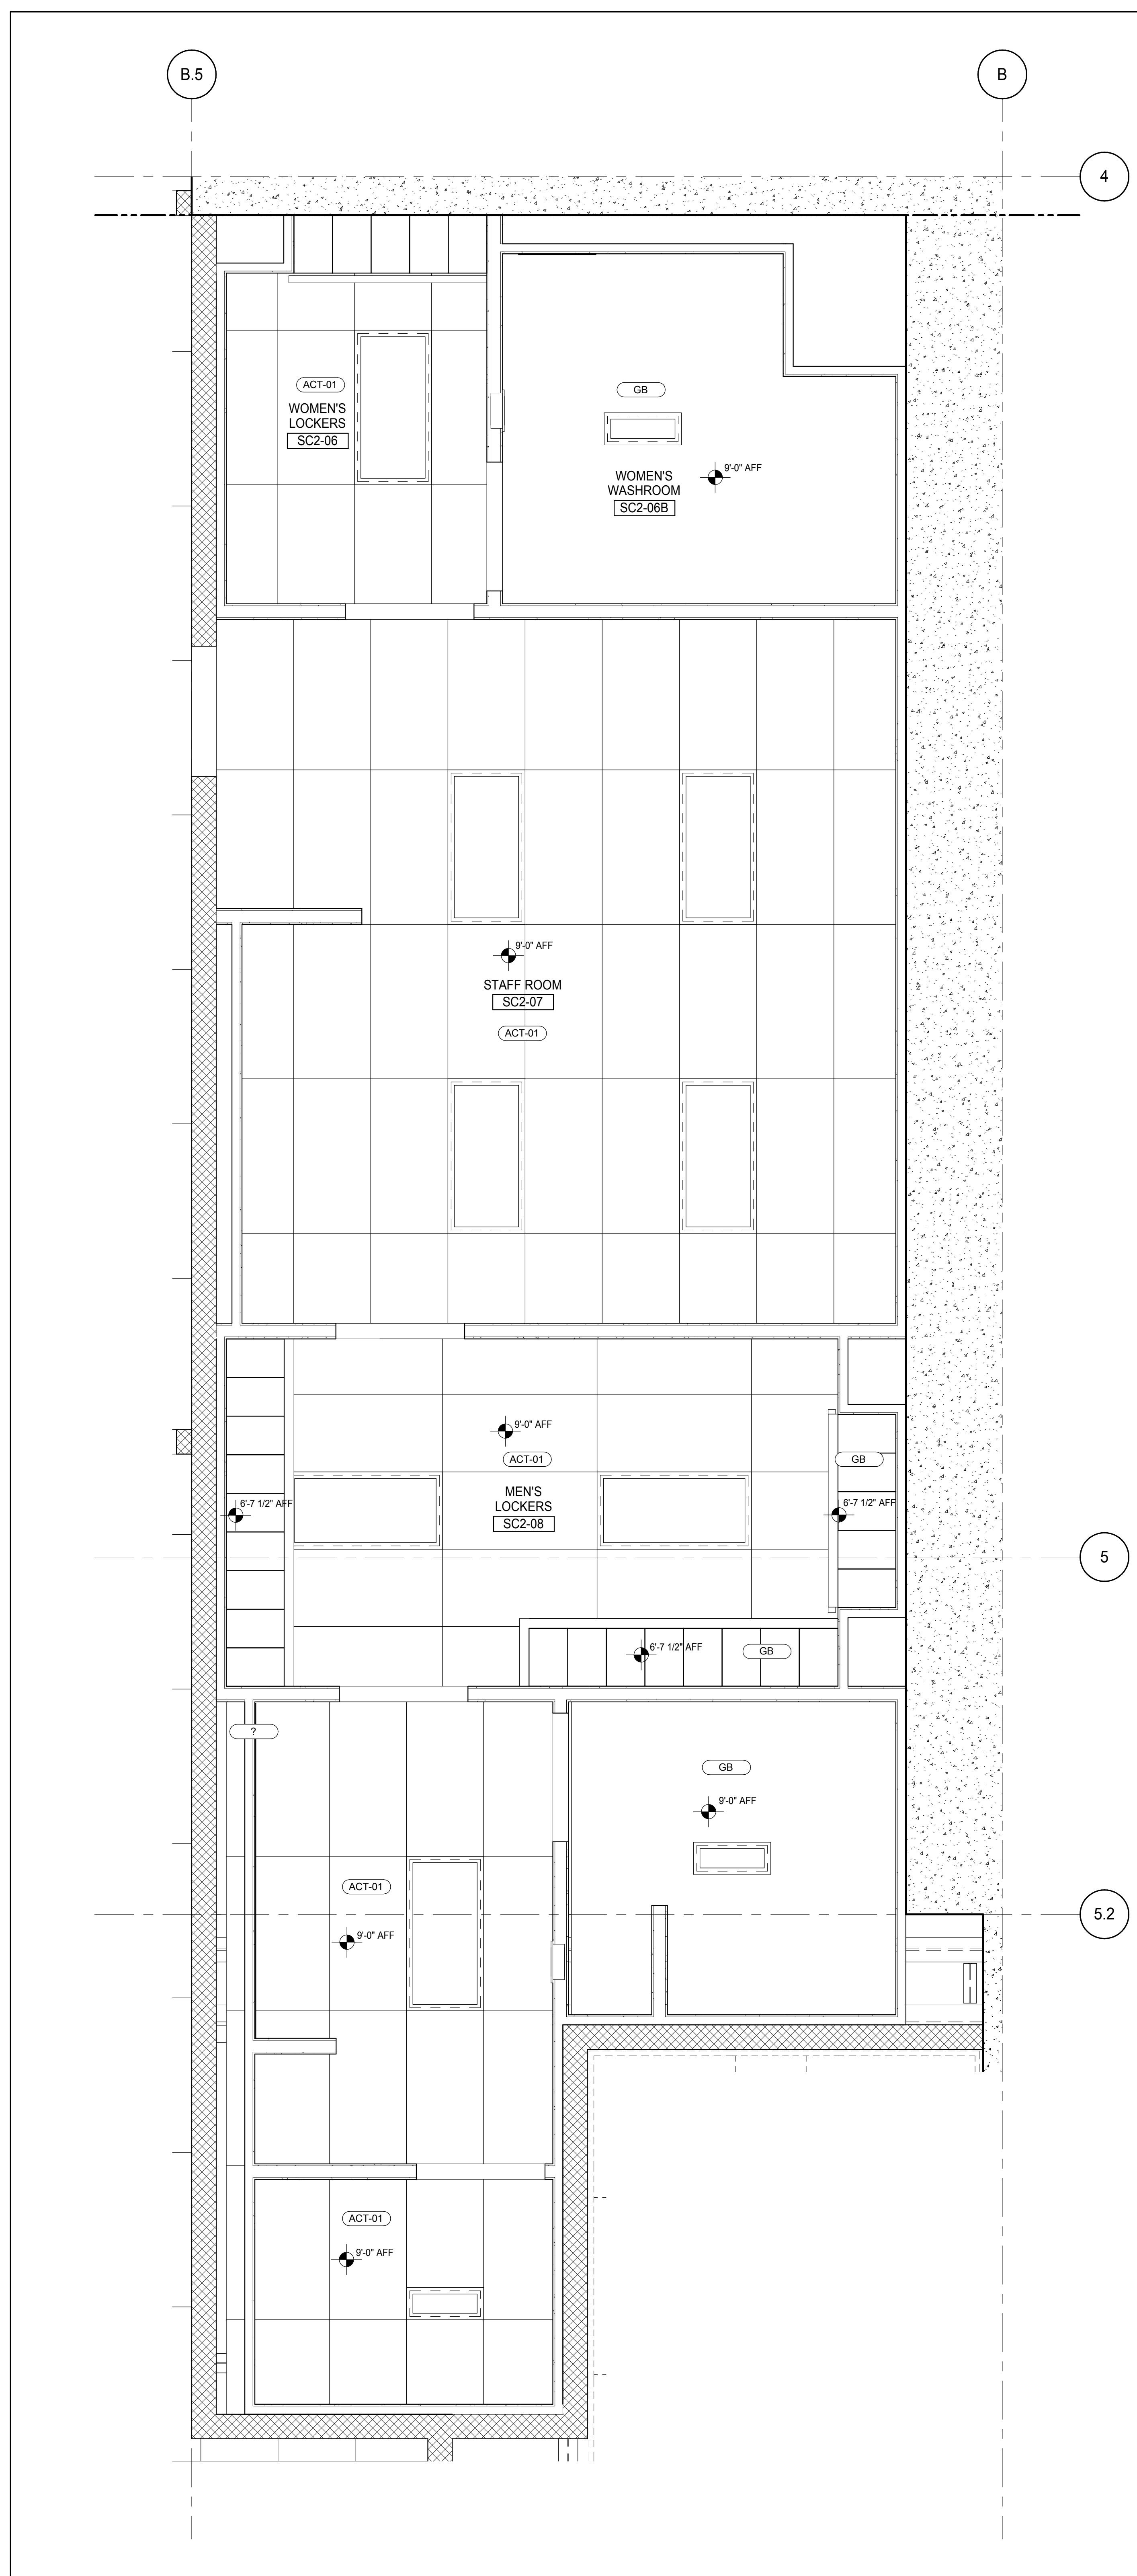 B.5
B
4
ACT-01
WOMEN'S
LOCKERS
SC2-06
GB
9'-0" AFF
WOMEN'S
WASHROOM
SC2-06B
9'-0" AFF
STAFF ROOM
SC2-07
ACT-01
9'-0" AFF
ACT-01
GB
MEN'S
LOCKERS
SC2-08
6'-7 1/2" AFF
6'-7 1/2" AFF
5
6'-7 1/2" AFF
GB
?
GB
9'-0" AFF
ACT-01
5.2
9'-0" AFF
ACT-01
9'-0" AFF